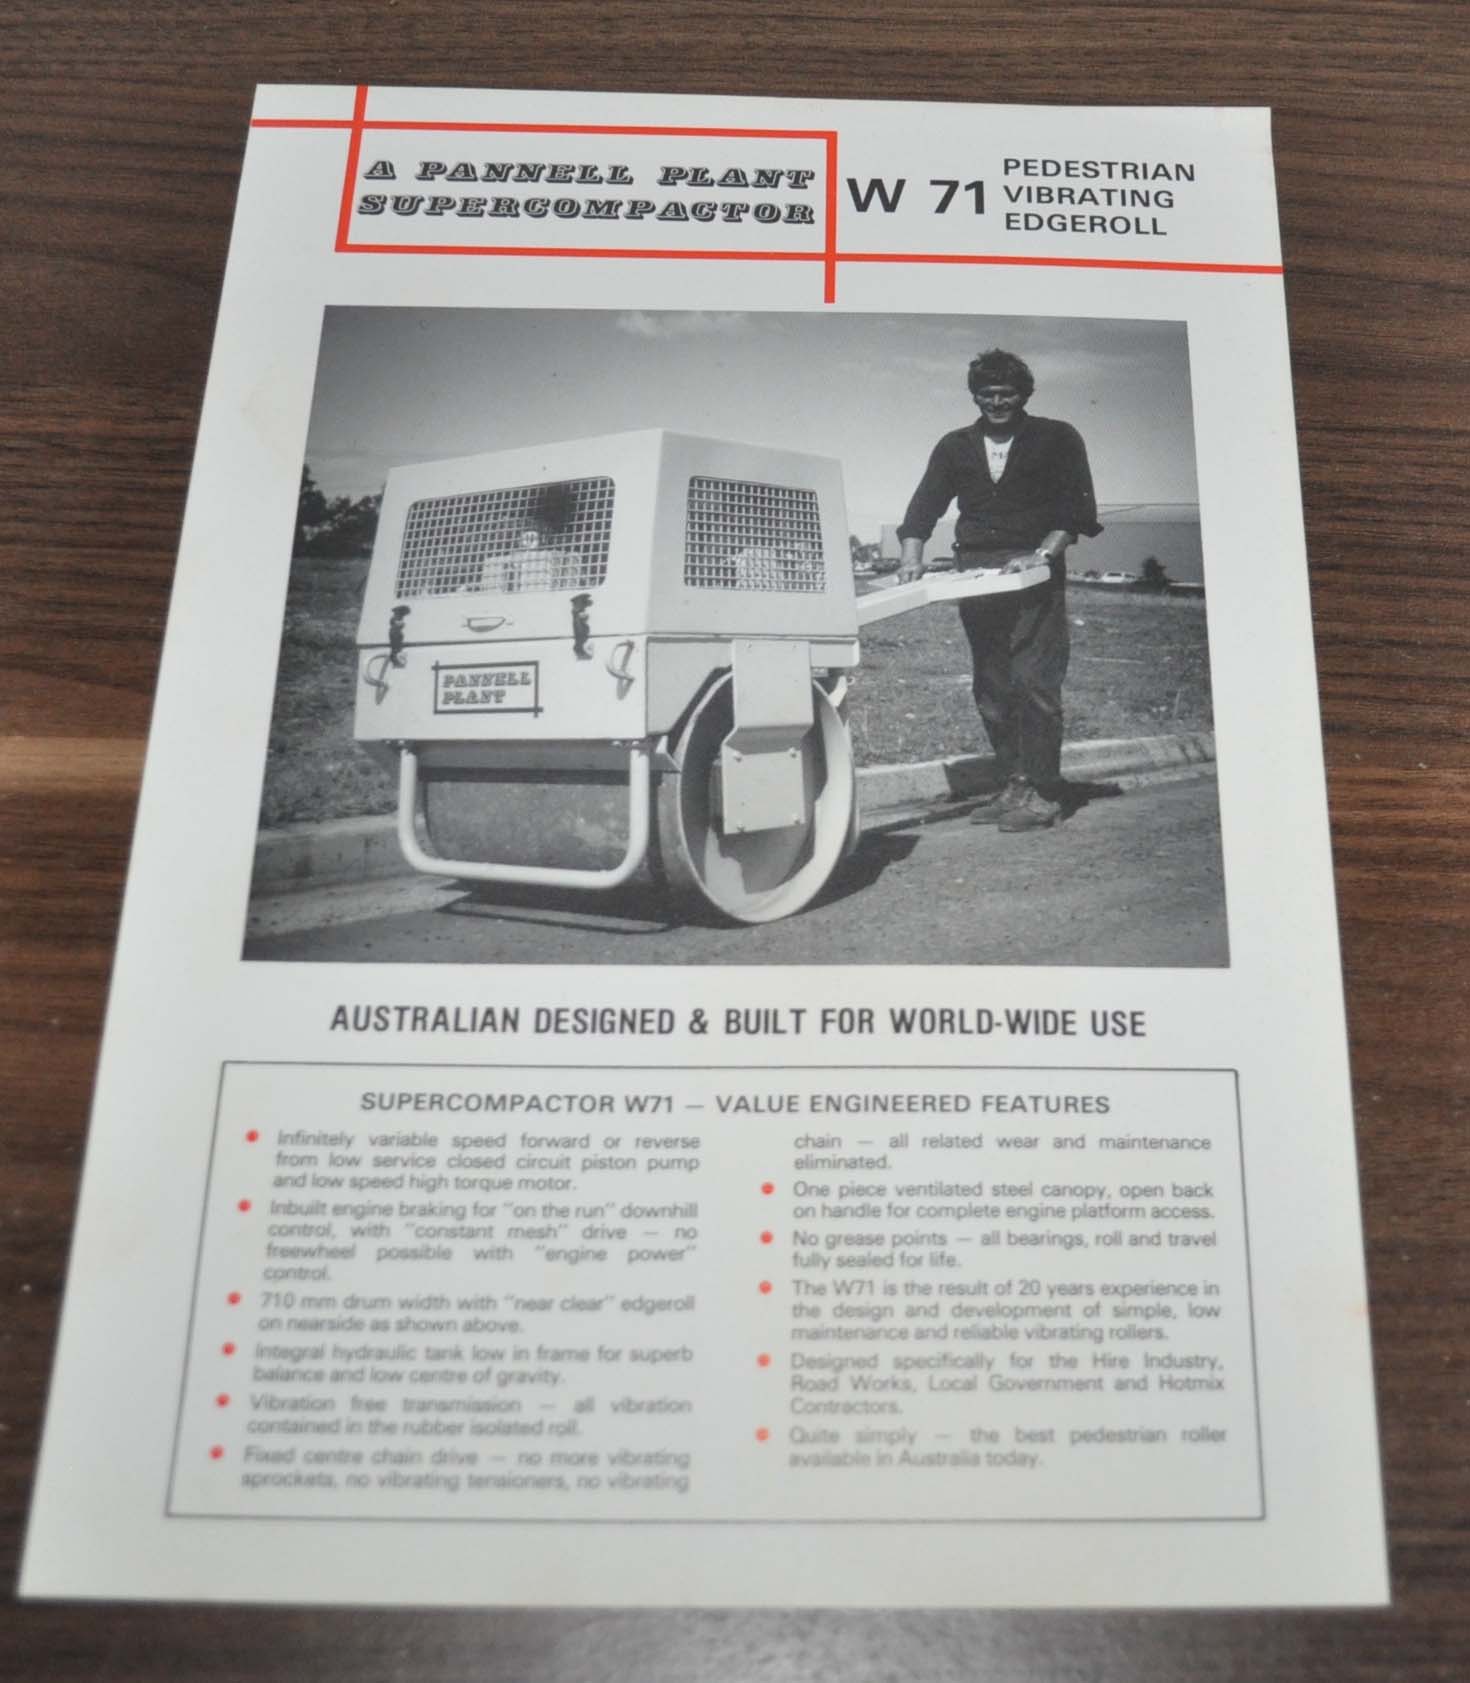 A PANNELL PLANT
SUPERCOMPACTOR
W 71
PEDESTRIAN
VIBRATING
EDGEROLL
PANNELL
PLANT
AUSTRALIAN DESIGNED & BUILT FOR WORLD-WIDE USE
SUPERCOMPACTOR W71 — VALUE ENGINEERED FEATURES
Infinitely variable speed forward or reverse
from low service closed circuit piston pump
and low speed high torque motor.
Inbuilt engine braking for "on the run" downhill
control, with "constant mesh" drive — no
freewheel possible with "engine power"
control.
710 mm drum width with "near clear" edgeroll
on nearside as shown above.
Integral hydraulic tank low in frame for superb
balance and low centre of gravity.
Vibration free transmission — all vibration
contained in the rubber isolated roll.
Fixed centre chain drive — no more vibrating
sprockets, no vibrating tensioners, no vibrating
chain — all related wear and maintenance
eliminated.
One piece ventilated steel canopy, open back
on handle for complete engine platform access.
No grease points — all bearings, roll and travel
fully sealed for life.
The W71 is the result of 20 years experience in
the design and development of simple, low
maintenance and reliable vibrating rollers.
Designed specifically for the Hire Industry,
Road Works, Local Government and Hotmix
Contractors.
Quite simply — the best pedestrian roller
available in Australia today.